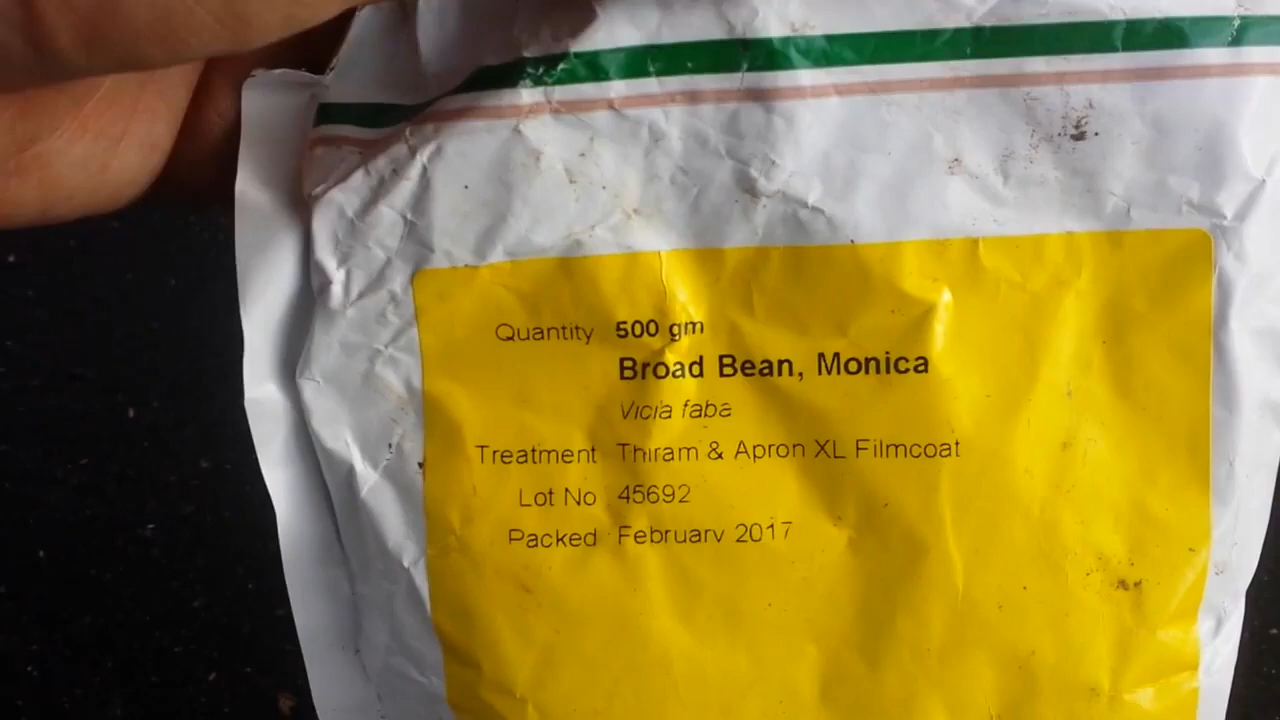 Quantity 500 gm
Broad Bean, Monica
Vicia faba
Treatment Thiram & Apron XL Filmcoat
Lot No 45692
Packed February 2017